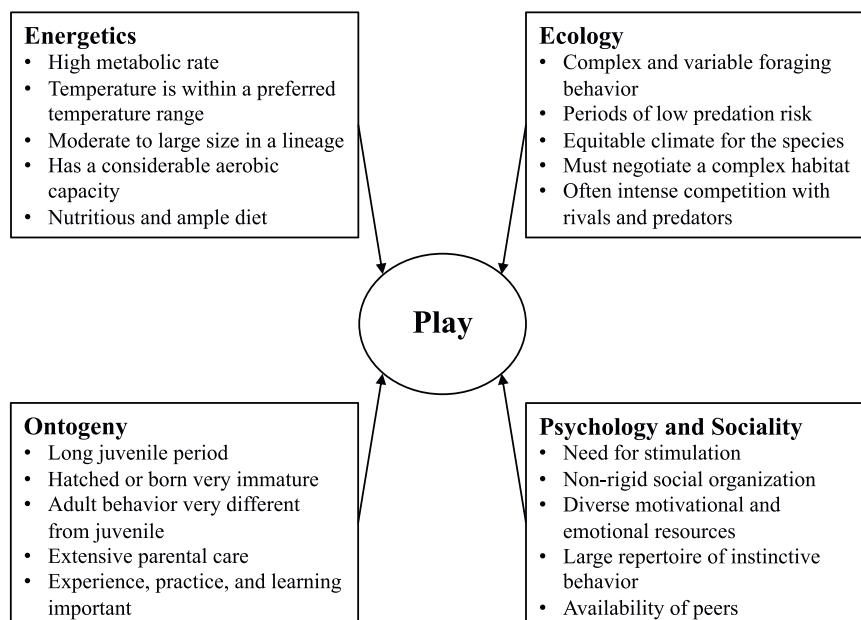 Energetics
• High metabolic rate
• Temperature is within a preferred
temperature range
• Moderate to large size in a lineage
• Has a considerable aerobic
capacity
• Nutritious and ample diet
Ecology
• Complex and variable foraging
behavior
• Periods of low predation risk
• Equitable climate for the species
• Must negotiate a complex habitat
• Often intense competition with
rivals and predators
Play
Ontogeny
• Long juvenile period
• Hatched or born very immature
• Adult behavior very different
from juvenile
• Extensive parental care
• Experience, practice, and learning
important
Psychology and Sociality
• Need for stimulation
• Non-rigid social organization
• Diverse motivational and
emotional resources
• Large repertoire of instinctive
behavior
• Availability of peers